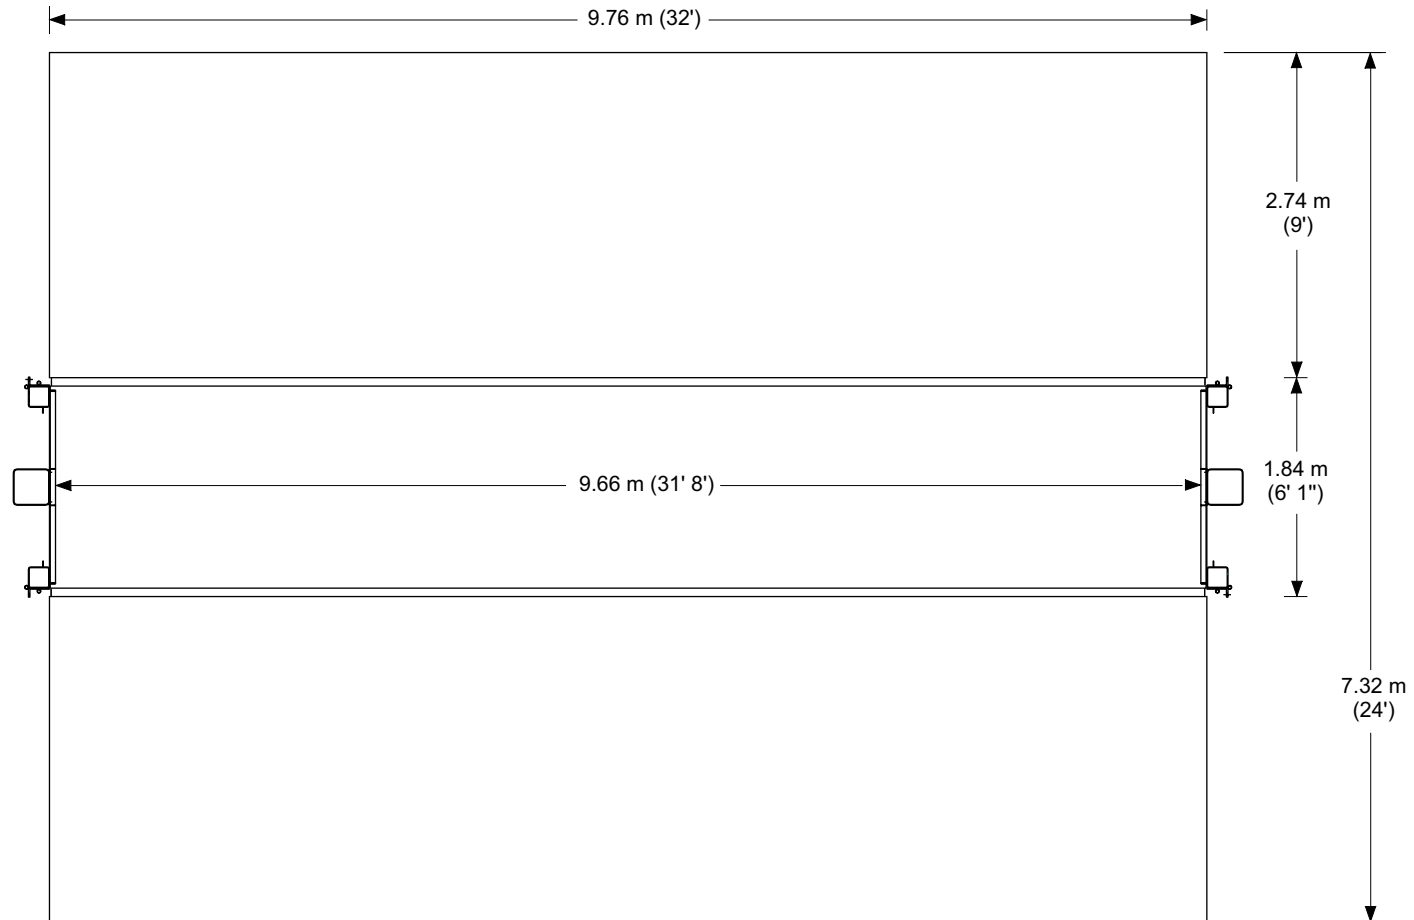 9.76 m (32')
2.74 m
(9')
9.66 m (31' 8')
1.84 m
(6' 1")
7.32 m
(24')